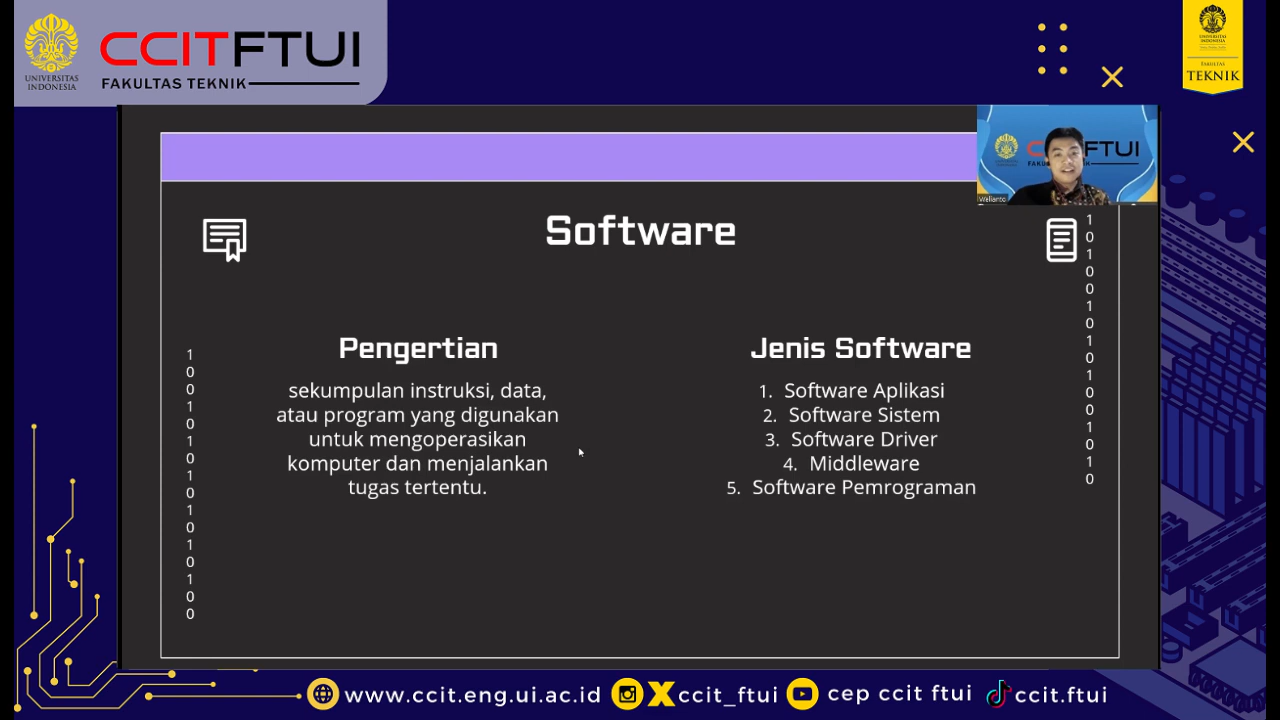 UNIVERSITAS
INDONESIA
CCITFTUI
FAKULTAS TEKNIK
FAKULTAS
TEKNIK
Welianto
Software
Pengertian
sekumpulan instruksi, data,
atau program yang digunakan
untuk mengoperasikan
komputer dan menjalankan
tugas tertentu.
Jenis Software
1. Software Aplikasi
2. Software Sistem
3. Software Driver
4. Middleware
5. Software Pemrograman
1
0
0
1
0
1
0
1
0
1
0
1
0
1
0
0
1
0
1
0
0
1
0
1
0
1
0
0
1
0
1
0
www.ccit.eng.ui.ac.id
ccit_ftui
cep ccit ftui
ccit.ftui